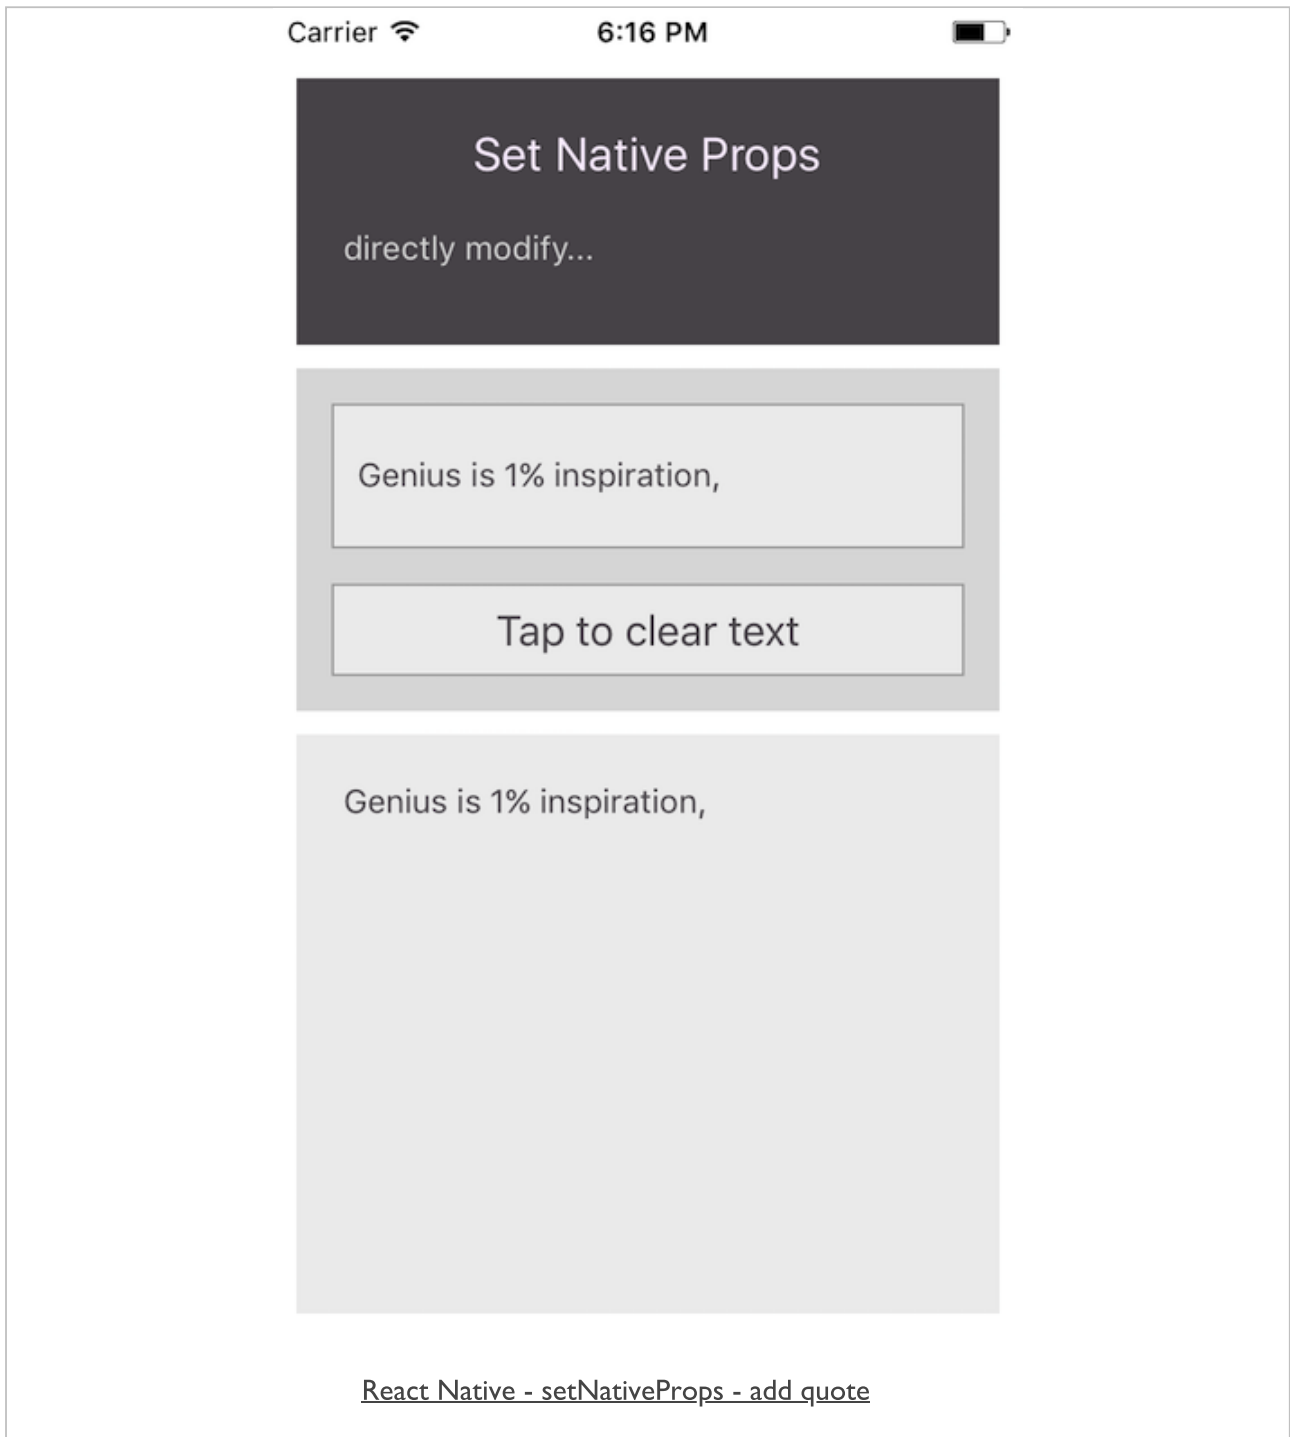 Carrier 6:16 PM
Set Native Props
directly modify...
Genius is 1% inspiration,
Tap to clear text
Genius is 1% inspiration,
React Native - setNativeProps - add quote